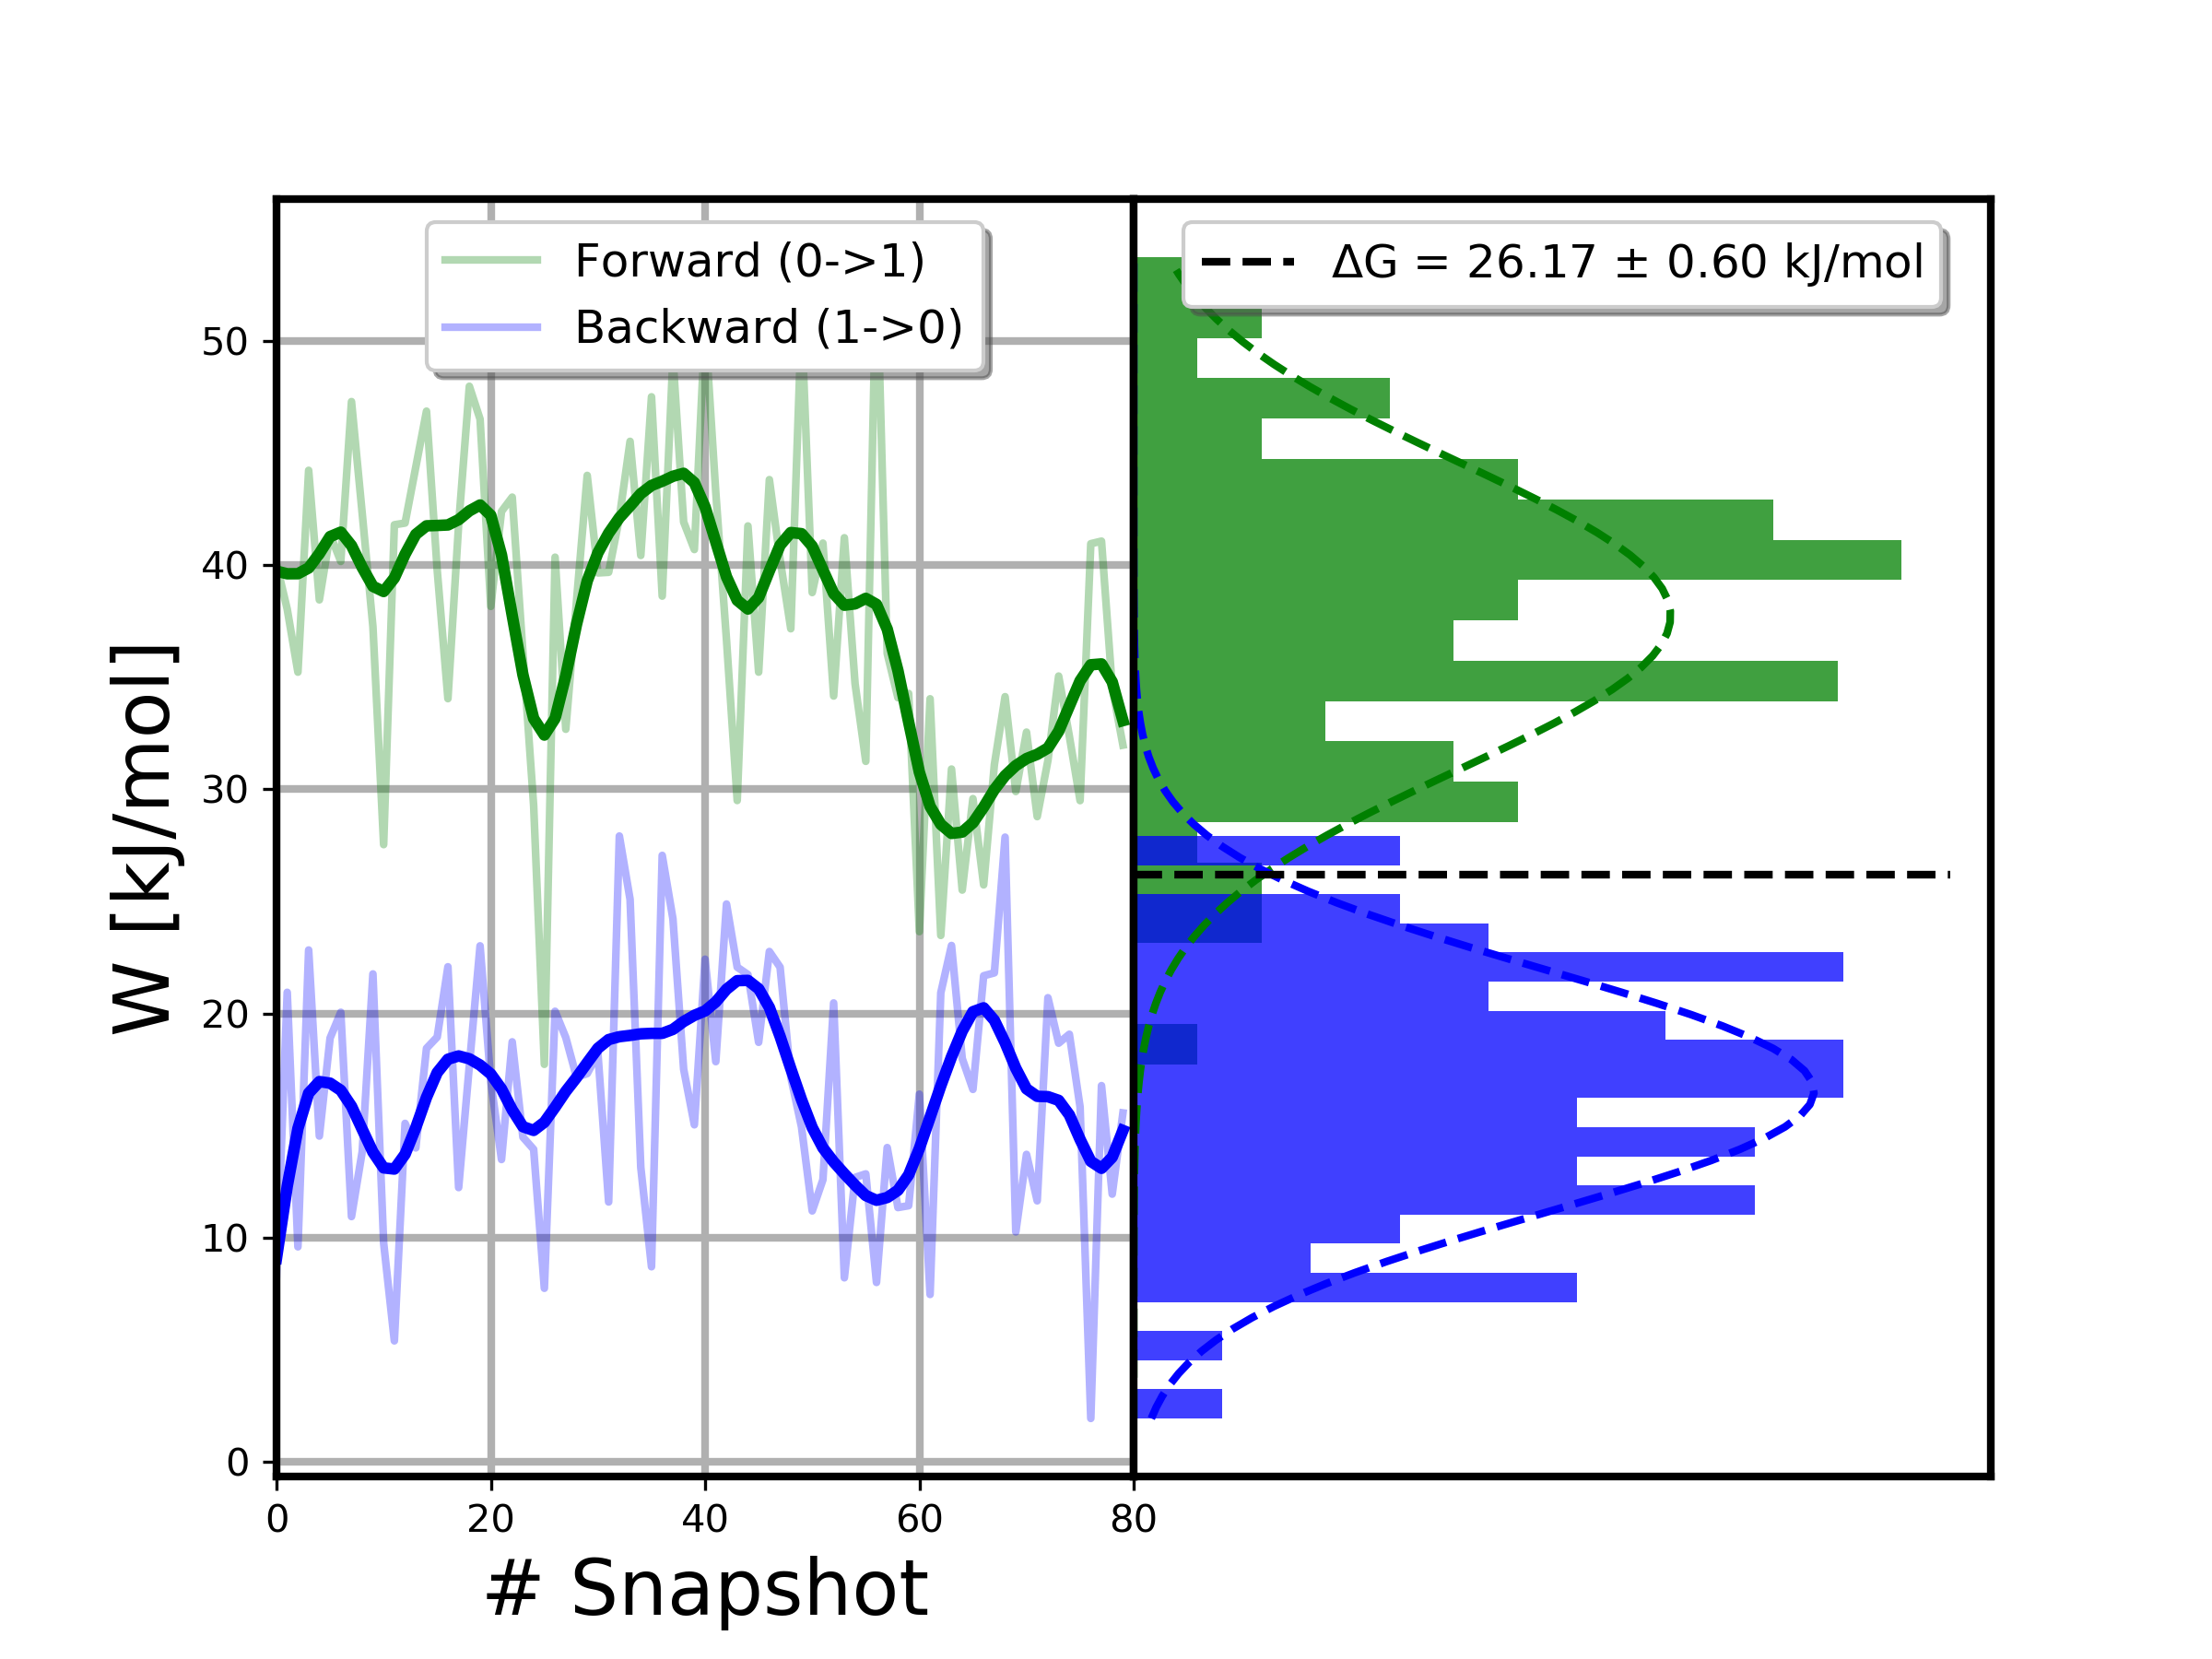 Forward (0->1)
Backward (1->0)
ΔG = 26.17 ± 0.60 kJ/mol
W [kJ/mol]
50
40
30
20
10
0
0 20 40 60 80
# Snapshot